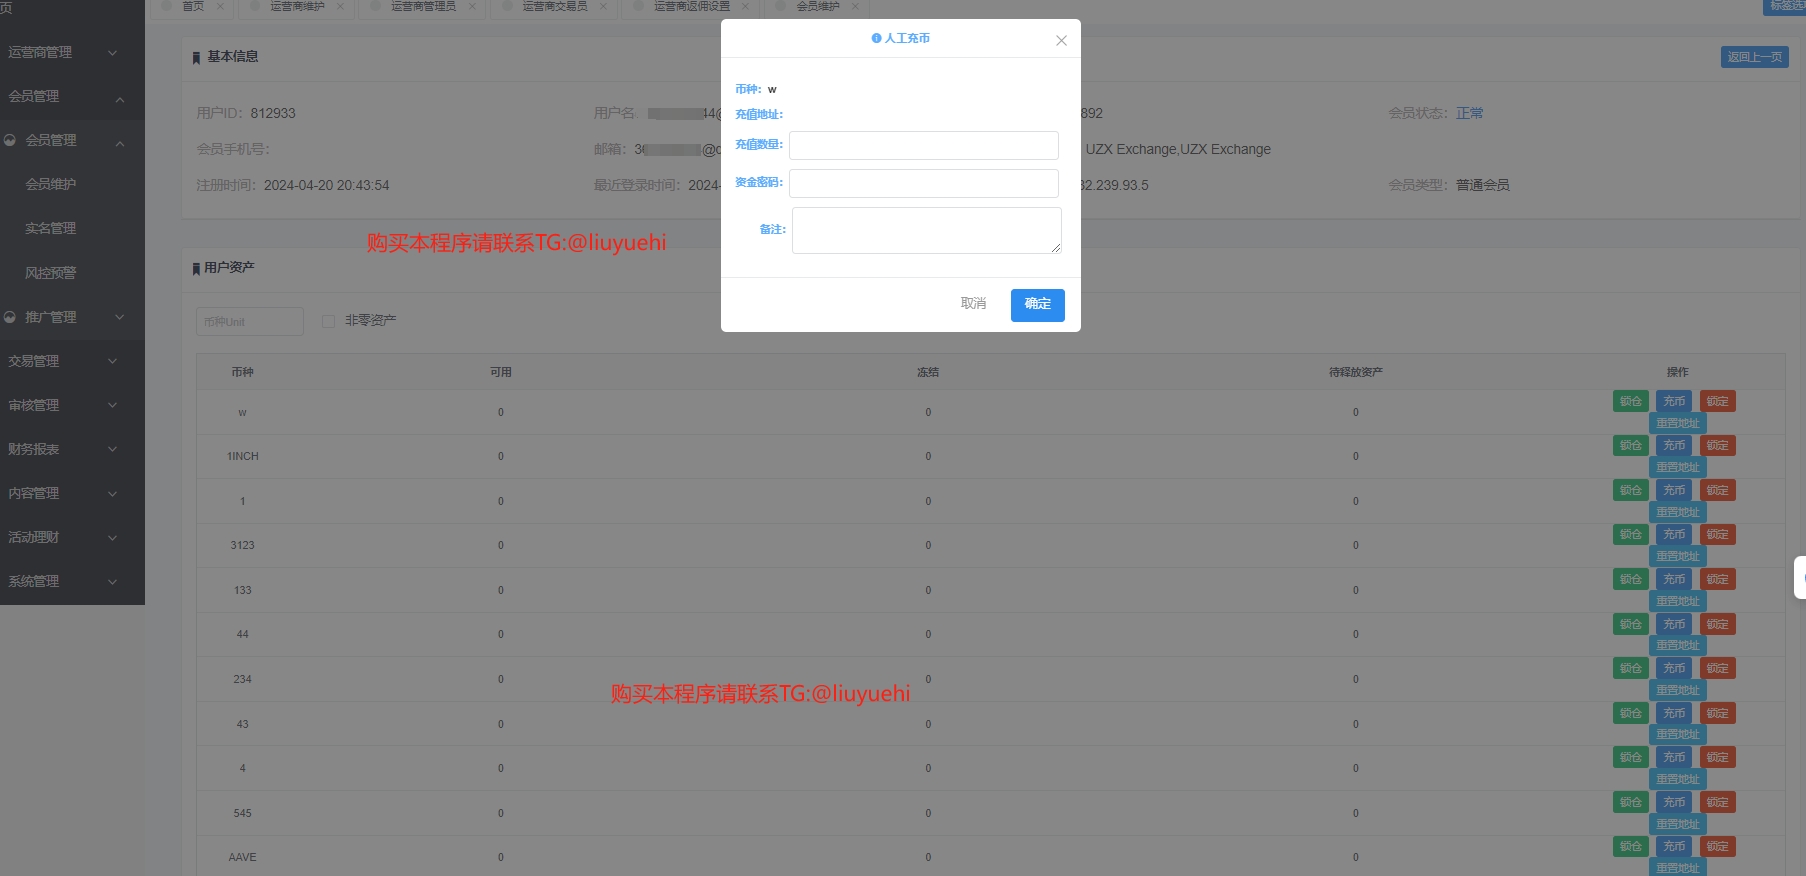 页
首页
运营商维护
运营商管理员
运营商交易员
运营商返佣设置
会员维护
标签选
运营商管理
会员管理
会员管理
会员维护
实名管理
风控预警
推广管理
交易管理
审核管理
财务报表
内容管理
活动理财
系统管理
基本信息
返回上一页
用户ID: 812933
用户名
44@
892
会员状态: 正常
会员手机号:
邮箱:
@
UZX Exchange,UZX Exchange
注册时间: 2024-04-20 20:43:54
最近登录时间: 2024-
32.239.93.5
会员类型: 普通会员
购买本程序请联系TG:@liuyuehi
人工充币
币种: w
充值地址:
充值数量:
资金密码:
备注:
取消
确定
用户资产
币种Unit
非零资产
币种 可用 冻结 待释放资产 操作
w 0 0 0 锁仓 充币 锁定
重置地址
1INCH 0 0 0 锁仓 充币 锁定
重置地址
1 0 0 0 锁仓 充币 锁定
重置地址
3123 0 0 0 锁仓 充币 锁定
重置地址
133 0 0 0 锁仓 充币 锁定
重置地址
44 0 0 0 锁仓 充币 锁定
重置地址
234 0 0 0 锁仓 充币 锁定
重置地址
购买本程序请联系TG:@liuyuehi
43 0 0 0 锁仓 充币 锁定
重置地址
4 0 0 0 锁仓 充币 锁定
重置地址
545 0 0 0 锁仓 充币 锁定
重置地址
AAVE 0 0 0 锁仓 充币 锁定
重置地址